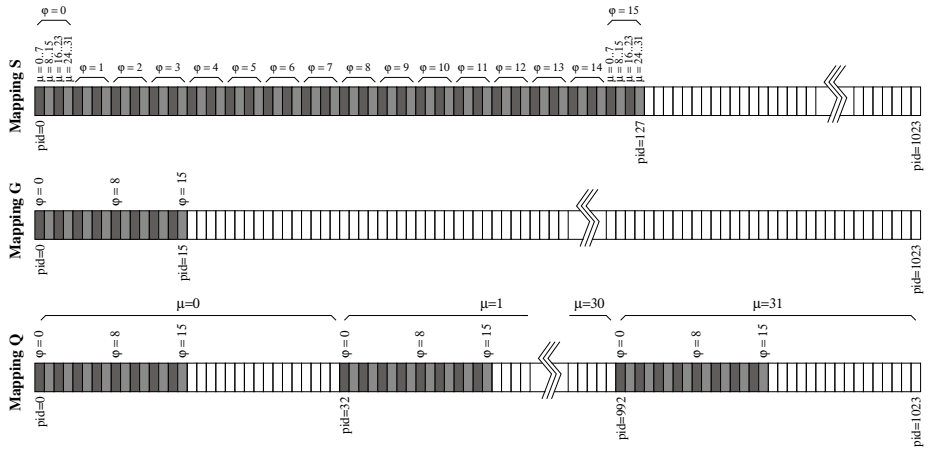 φ = 0
φ = 15
μ = 0..7
μ = 8..15
μ = 16..23
μ = 24..31
φ = 1
φ = 2
φ = 3
φ = 4
φ = 5
φ = 6
φ = 7
φ = 8
φ = 9
φ = 10
φ = 11
φ = 12
φ = 13
φ = 14
μ = 0..7
μ = 8..15
μ = 16..23
μ = 24..31
Mapping S
pid=0
pid=127
pid=1023
φ = 0
φ = 8
φ = 15
Mapping G
pid=0
pid=15
pid=1023
μ=0
μ=1
μ=30
μ=31
φ = 0
φ = 8
φ = 15
φ = 0
φ = 8
φ = 15
φ = 0
φ = 8
φ = 15
Mapping Q
pid=0
pid=32
pid=992
pid=1023